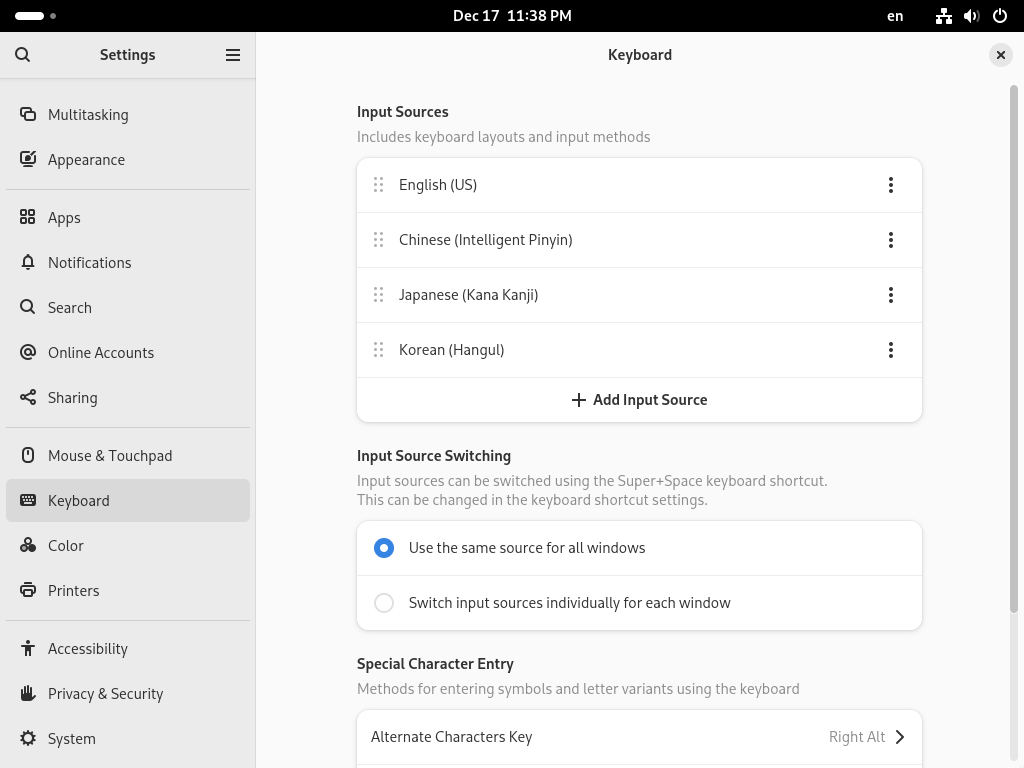 Dec 17 11:38 PM
en
Settings
Keyboard
Multitasking
Appearance
Apps
Notifications
Search
Online Accounts
Sharing
Mouse & Touchpad
Keyboard
Color
Printers
Accessibility
Privacy & Security
System
Input Sources
Includes keyboard layouts and input methods
English (US)
Chinese (Intelligent Pinyin)
Japanese (Kana Kanji)
Korean (Hangul)
Add Input Source
Input Source Switching
Input sources can be switched using the Super+Space keyboard shortcut.
This can be changed in the keyboard shortcut settings.
Use the same source for all windows
Switch input sources individually for each window
Special Character Entry
Methods for entering symbols and letter variants using the keyboard
Alternate Characters Key
Right Alt